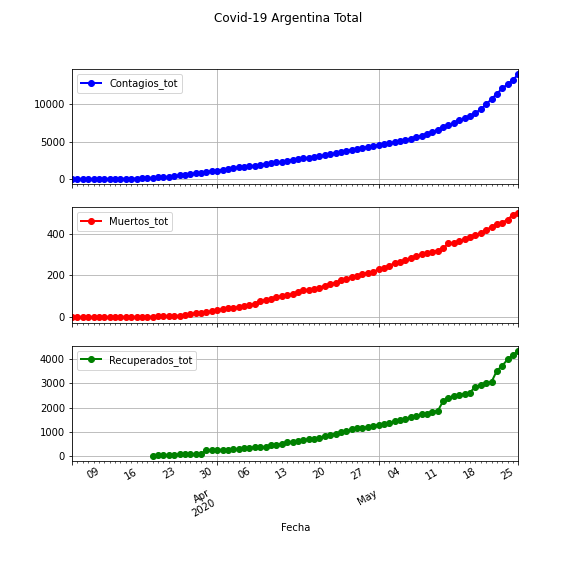 Covid-19 Argentina Total
Contagios_tot
10000
5000
0
Muertos_tot
400
200
0
Recuperados_tot
4000
3000
2000
1000
0
09 16 23 30 06 13 20 27 04 11 18 25
Apr May
2020
Fecha